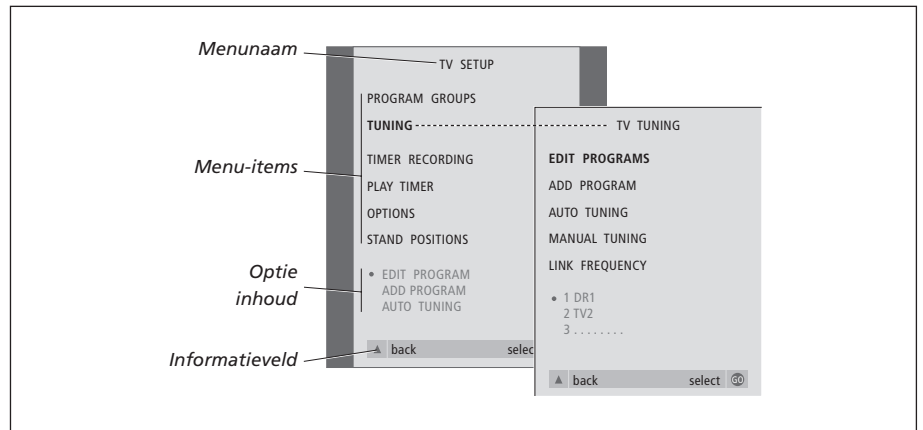 Menunaam
TV SETUP
PROGRAM GROUPS
TUNING
Menu-items
TIMER RECORDING
PLAY TIMER
OPTIONS
STAND POSITIONS
Optie
inhoud
• EDIT PROGRAM
ADD PROGRAM
AUTO TUNING
Informatieveld
▲ back selec
TV TUNING
EDIT PROGRAMS
ADD PROGRAM
AUTO TUNING
MANUAL TUNING
LINK FREQUENCY
• 1 DR1
2 TV2
3 . . . . . . . .
▲ back select GO